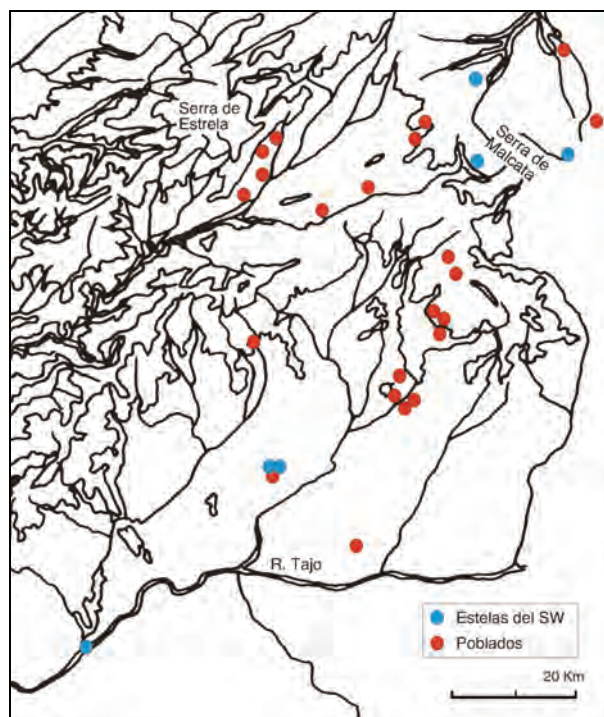 Serra de
Estrela
Serra de
Malcata
R. Tajo
Estelas del SW
Poblados
20 Km